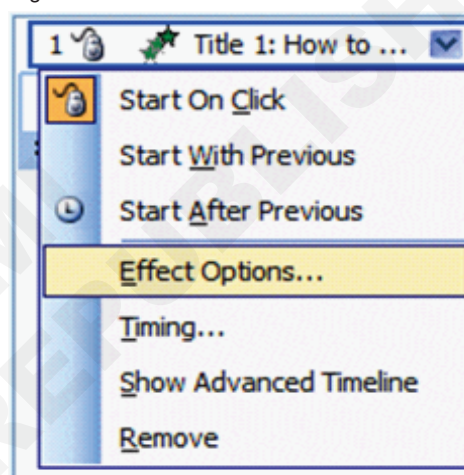 1 Title 1: How to ...
Start On Click
Start With Previous
Start After Previous
Effect Options...
Timing...
Show Advanced Timeline
Remove